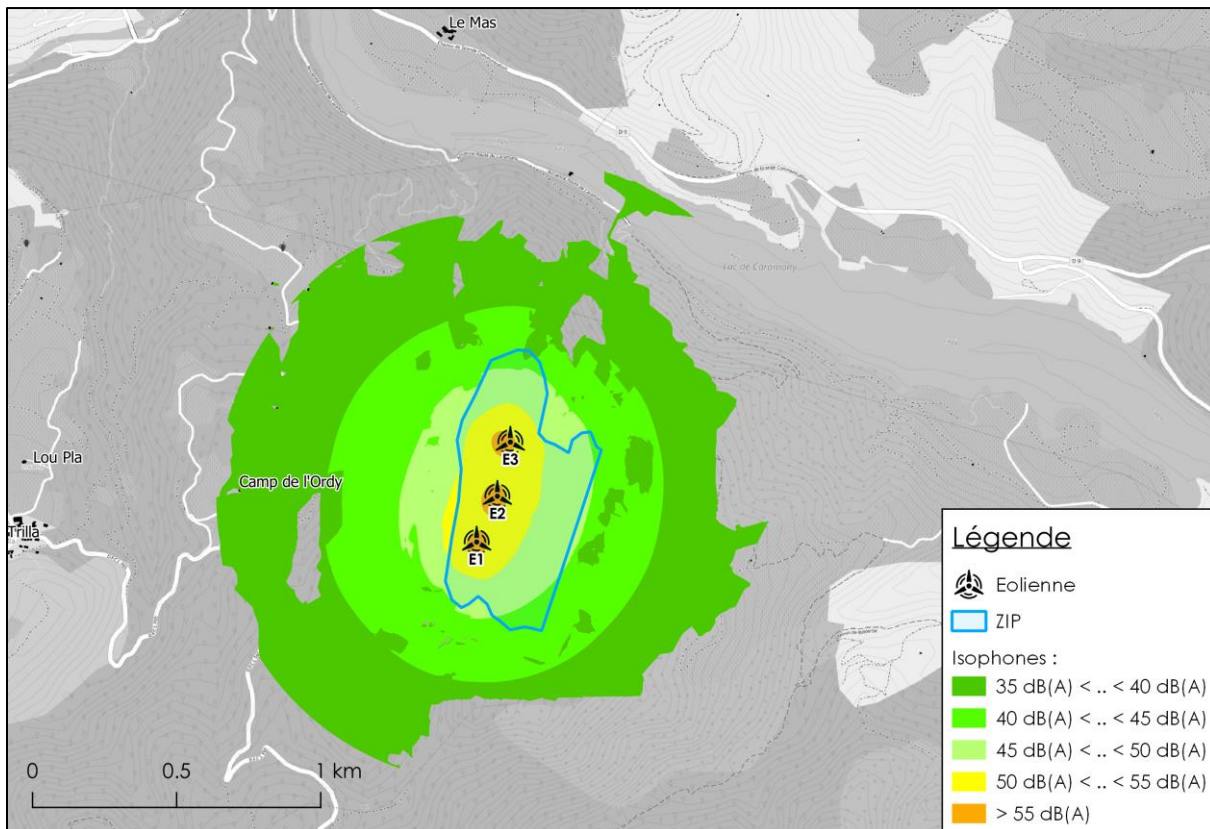 Le Mas
D 9
Lac de Caramany
D 9
Lou Pla
Trilla
Camp de l'Ordy
E3
E2
E1
0 0.5 1 km
Légende
Eolienne
ZIP
Isophones :
35 dB(A) < .. < 40 dB(A)
40 dB(A) < .. < 45 dB(A)
45 dB(A) < .. < 50 dB(A)
50 dB(A) < .. < 55 dB(A)
> 55 dB(A)